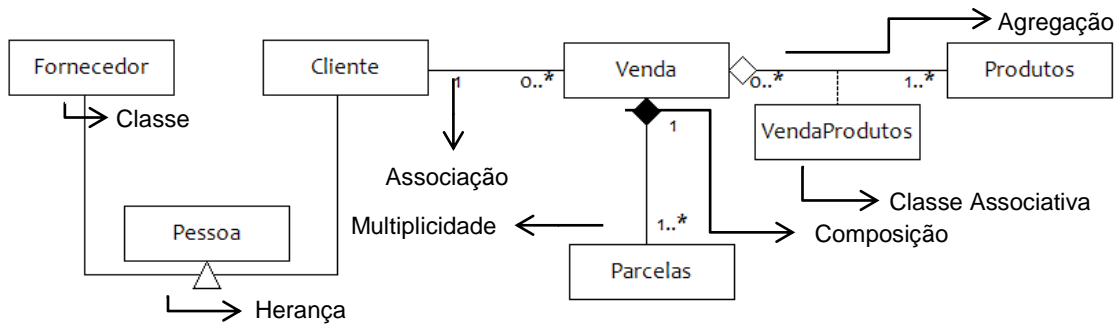 Agregação
Fornecedor
Cliente
Venda
Produtos
1
0..*
0..*
1..*
Classe
1
VendaProdutos
Associação
Classe Associativa
Multiplicidade
1..*
Composição
Pessoa
Parcelas
Herança